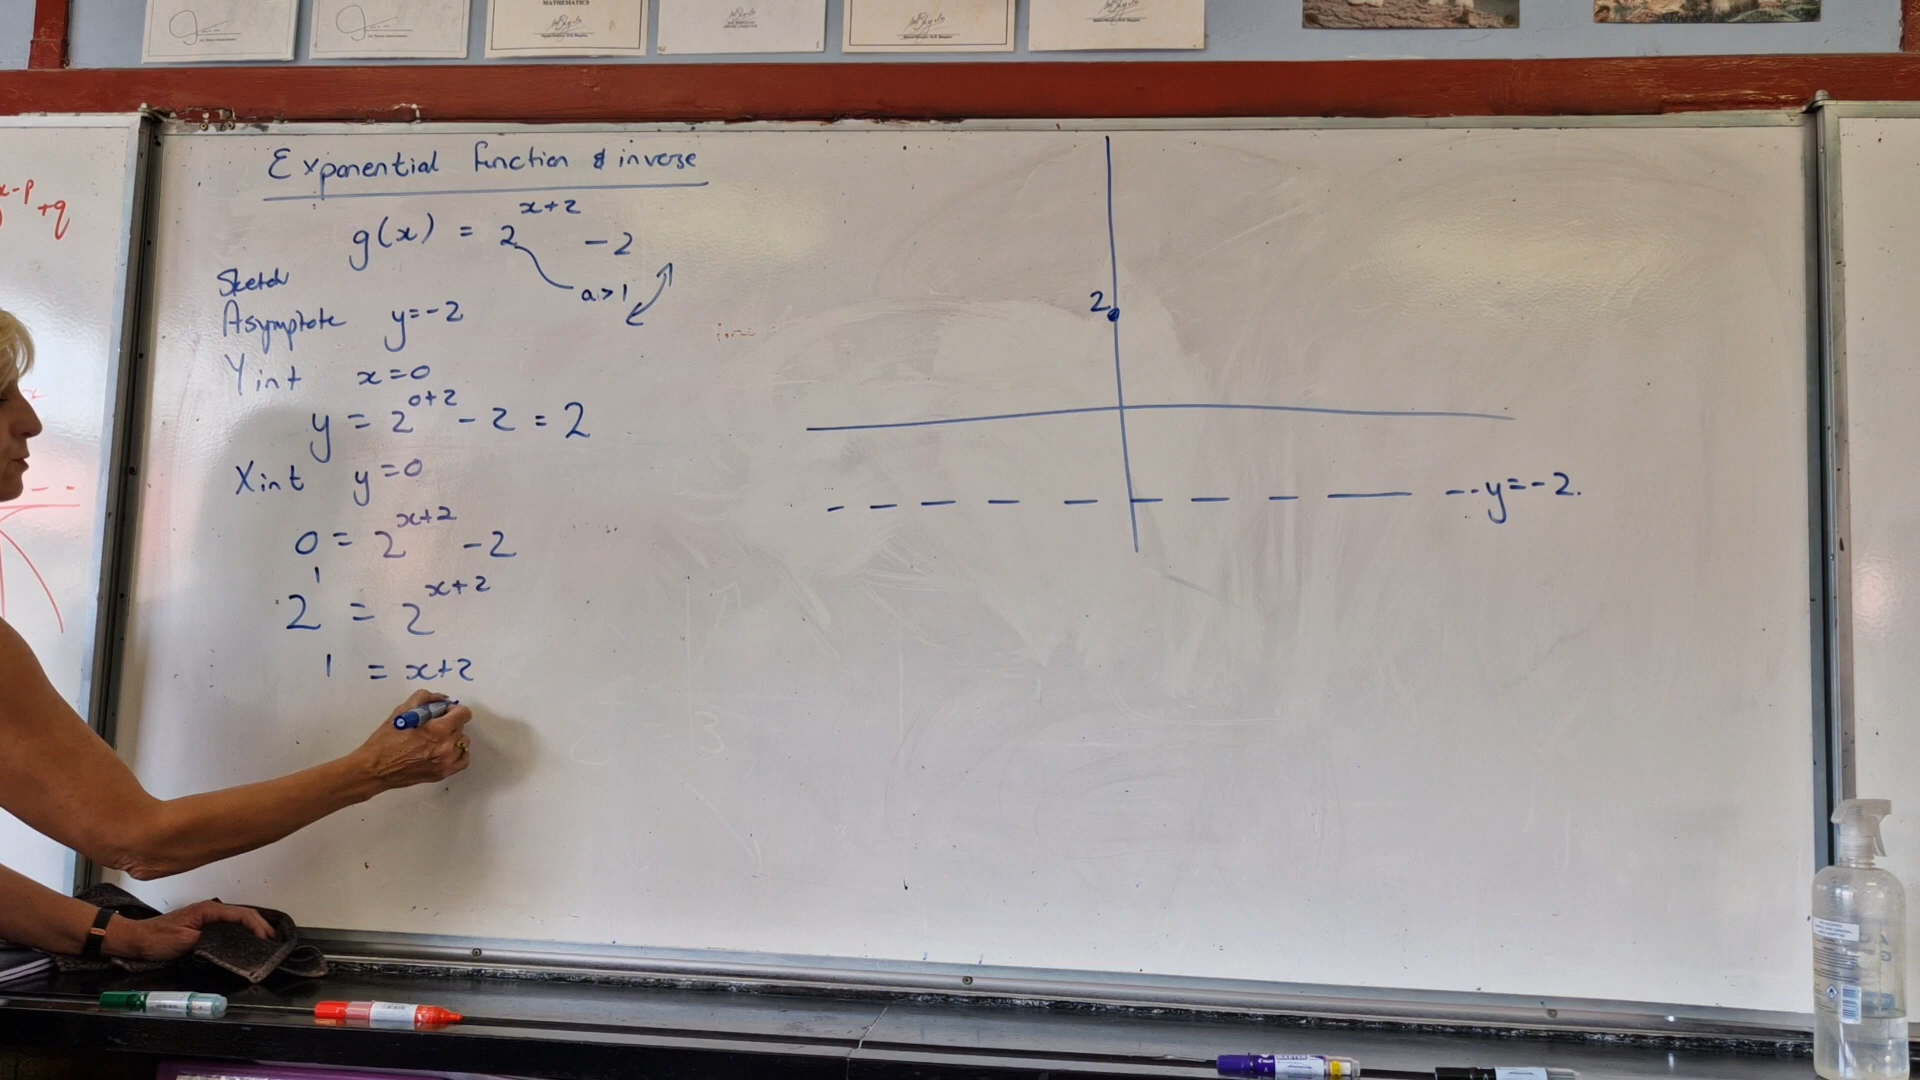 MATHEMATICS
x-p
+q
Exponential function & inverse
g(x) = 2^(x+2) - 2
a>1
Sketch
Asymptote y=-2
Y int x=0
y = 2^(0+2) - 2 = 2
X int y=0
0 = 2^(x+2) - 2
2^1 = 2^(x+2)
1 = x+2
2
y=-2.